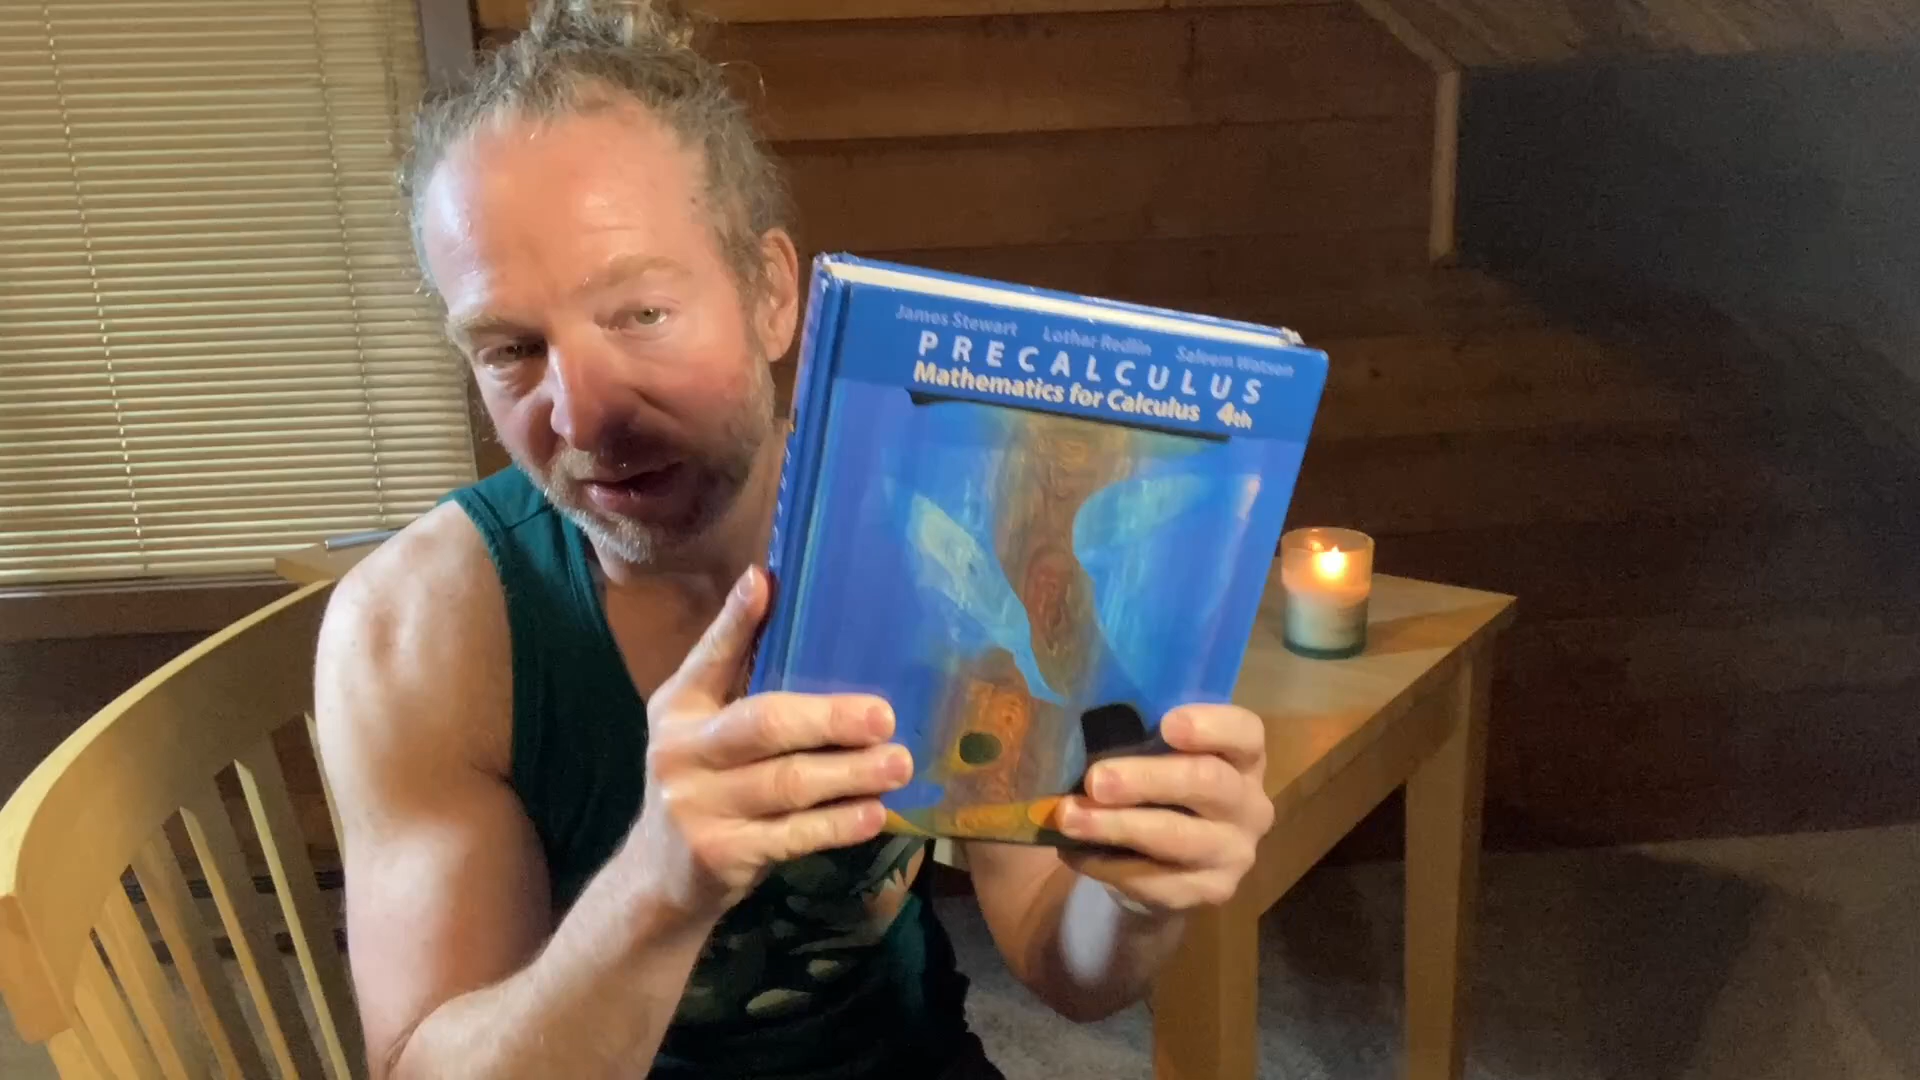 James Stewart Lothar Redlin Saleem Watson
PRECALCULUS
Mathematics for Calculus 4th